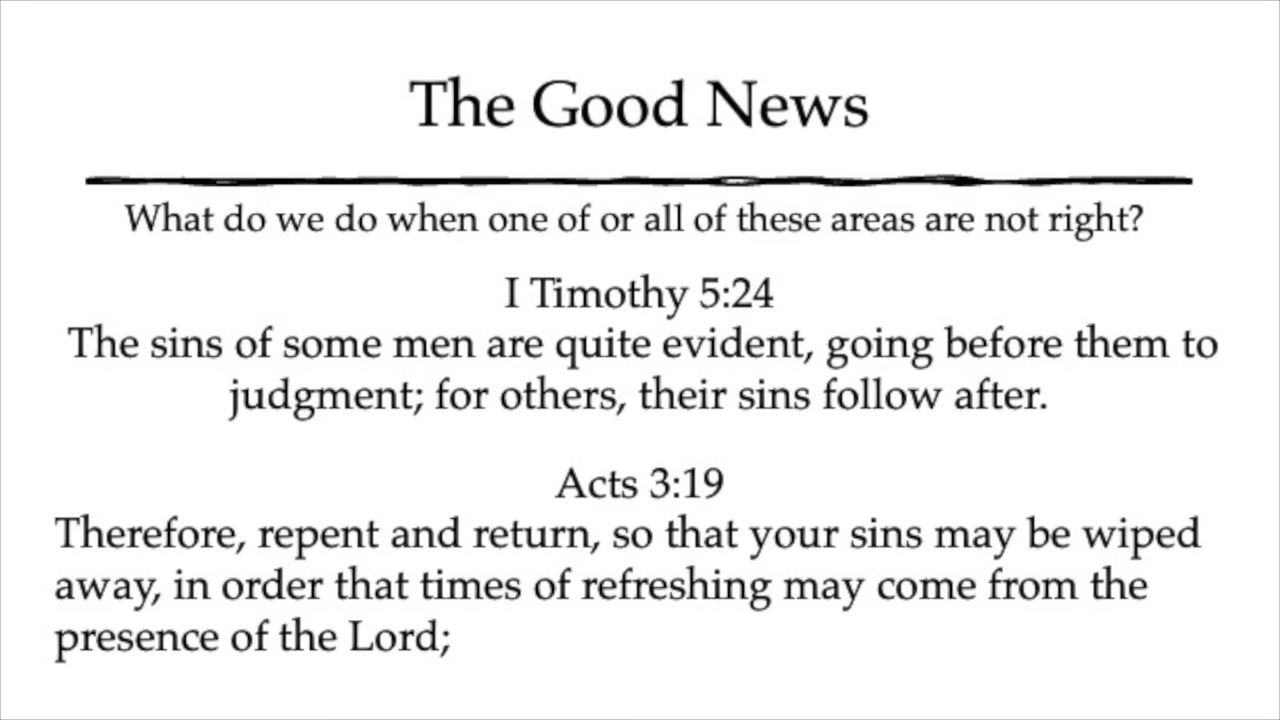 The Good News
What do we do when one of or all of these areas are not right?
I Timothy 5:24
The sins of some men are quite evident, going before them to
judgment; for others, their sins follow after.
Acts 3:19
Therefore, repent and return, so that your sins may be wiped
away, in order that times of refreshing may come from the
presence of the Lord;